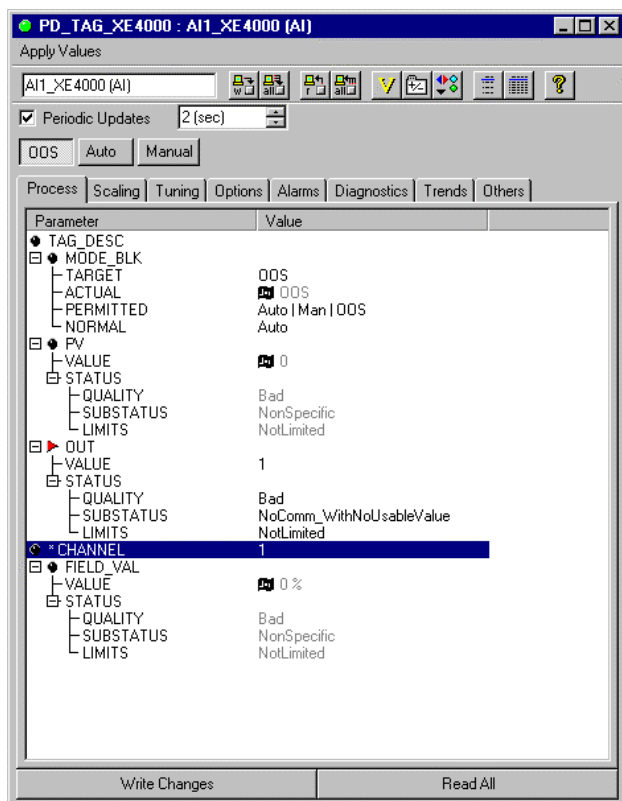 PD_TAG_XE4000 : AI1_XE4000 (AI)
Apply Values
AI1_XE4000 (AI)
w all r all
Periodic Updates 2 (sec)
OOS Auto Manual
Process Scaling Tuning Options Alarms Diagnostics Trends Others
Parameter Value
TAG_DESC
MODE_BLK
TARGET OOS
ACTUAL OOS
PERMITTED Auto | Man | OOS
NORMAL Auto
PV
VALUE 0
STATUS
QUALITY Bad
SUBSTATUS NonSpecific
LIMITS NotLimited
OUT
VALUE 1
STATUS
QUALITY Bad
SUBSTATUS NoComm_WithNoUsableValue
LIMITS NotLimited
* CHANNEL 1
FIELD_VAL
VALUE 0 %
STATUS
QUALITY Bad
SUBSTATUS NonSpecific
LIMITS NotLimited
Write Changes Read All